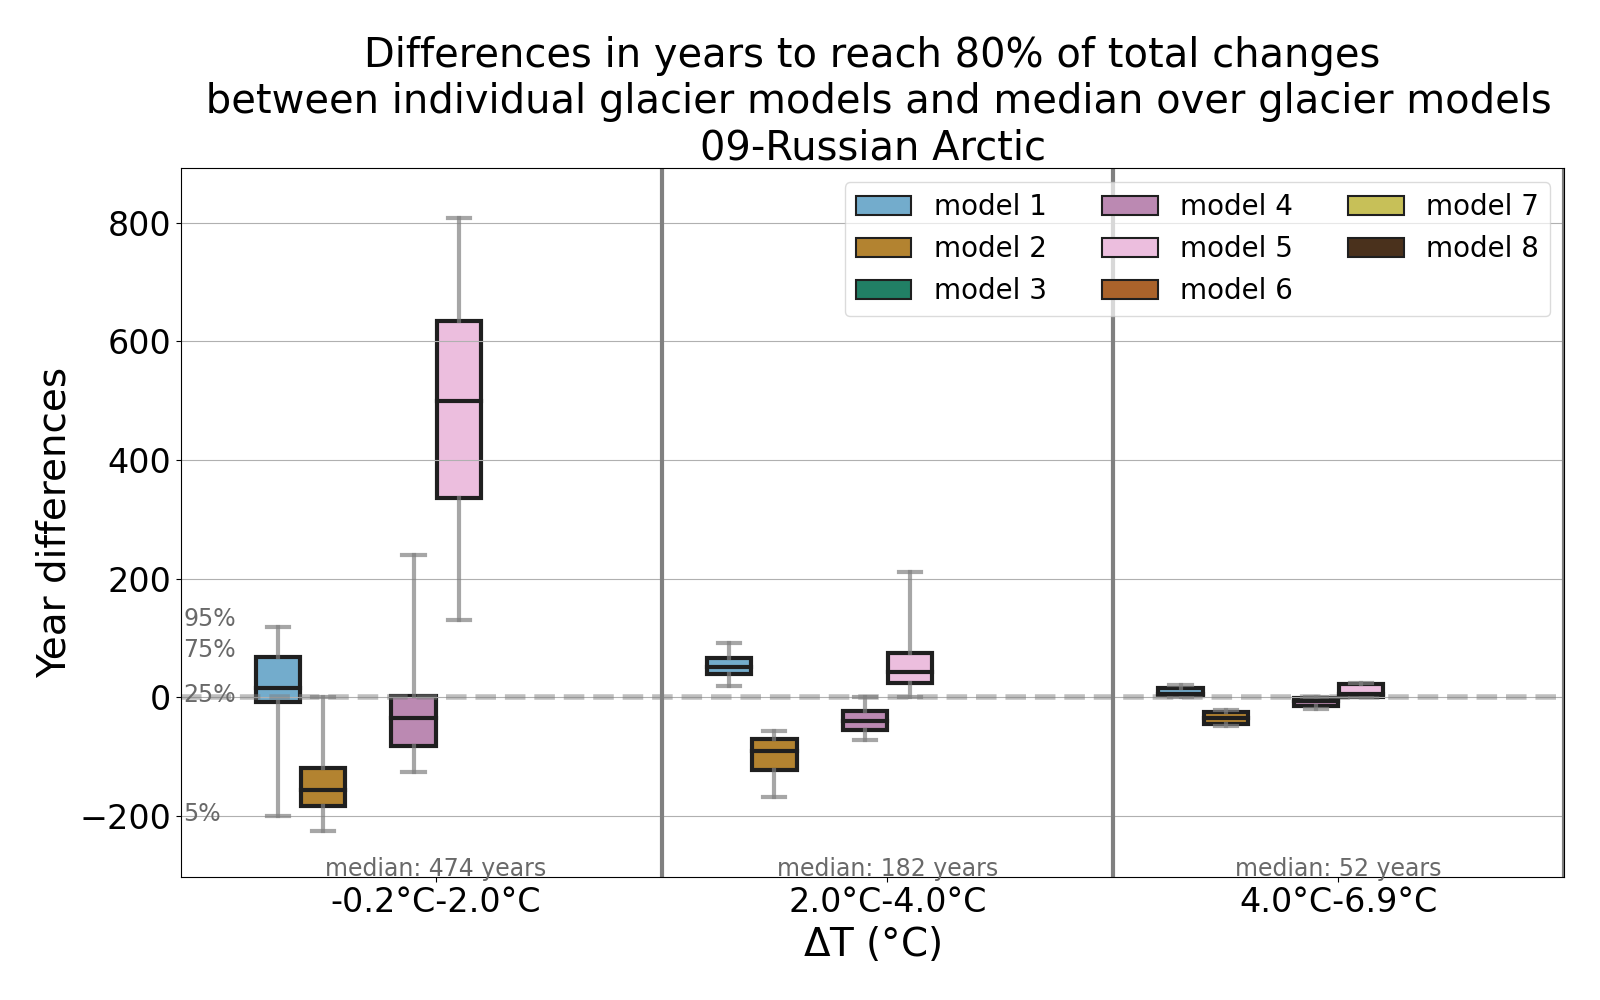 Differences in years to reach 80% of total changes
between individual glacier models and median over glacier models
09-Russian Arctic
model 1
model 2
model 3
model 4
model 5
model 6
model 7
model 8
Year differences
800
600
400
200
0
−200
95%
75%
25%
5%
median: 474 years
median: 182 years
median: 52 years
-0.2°C-2.0°C
2.0°C-4.0°C
4.0°C-6.9°C
ΔT (°C)